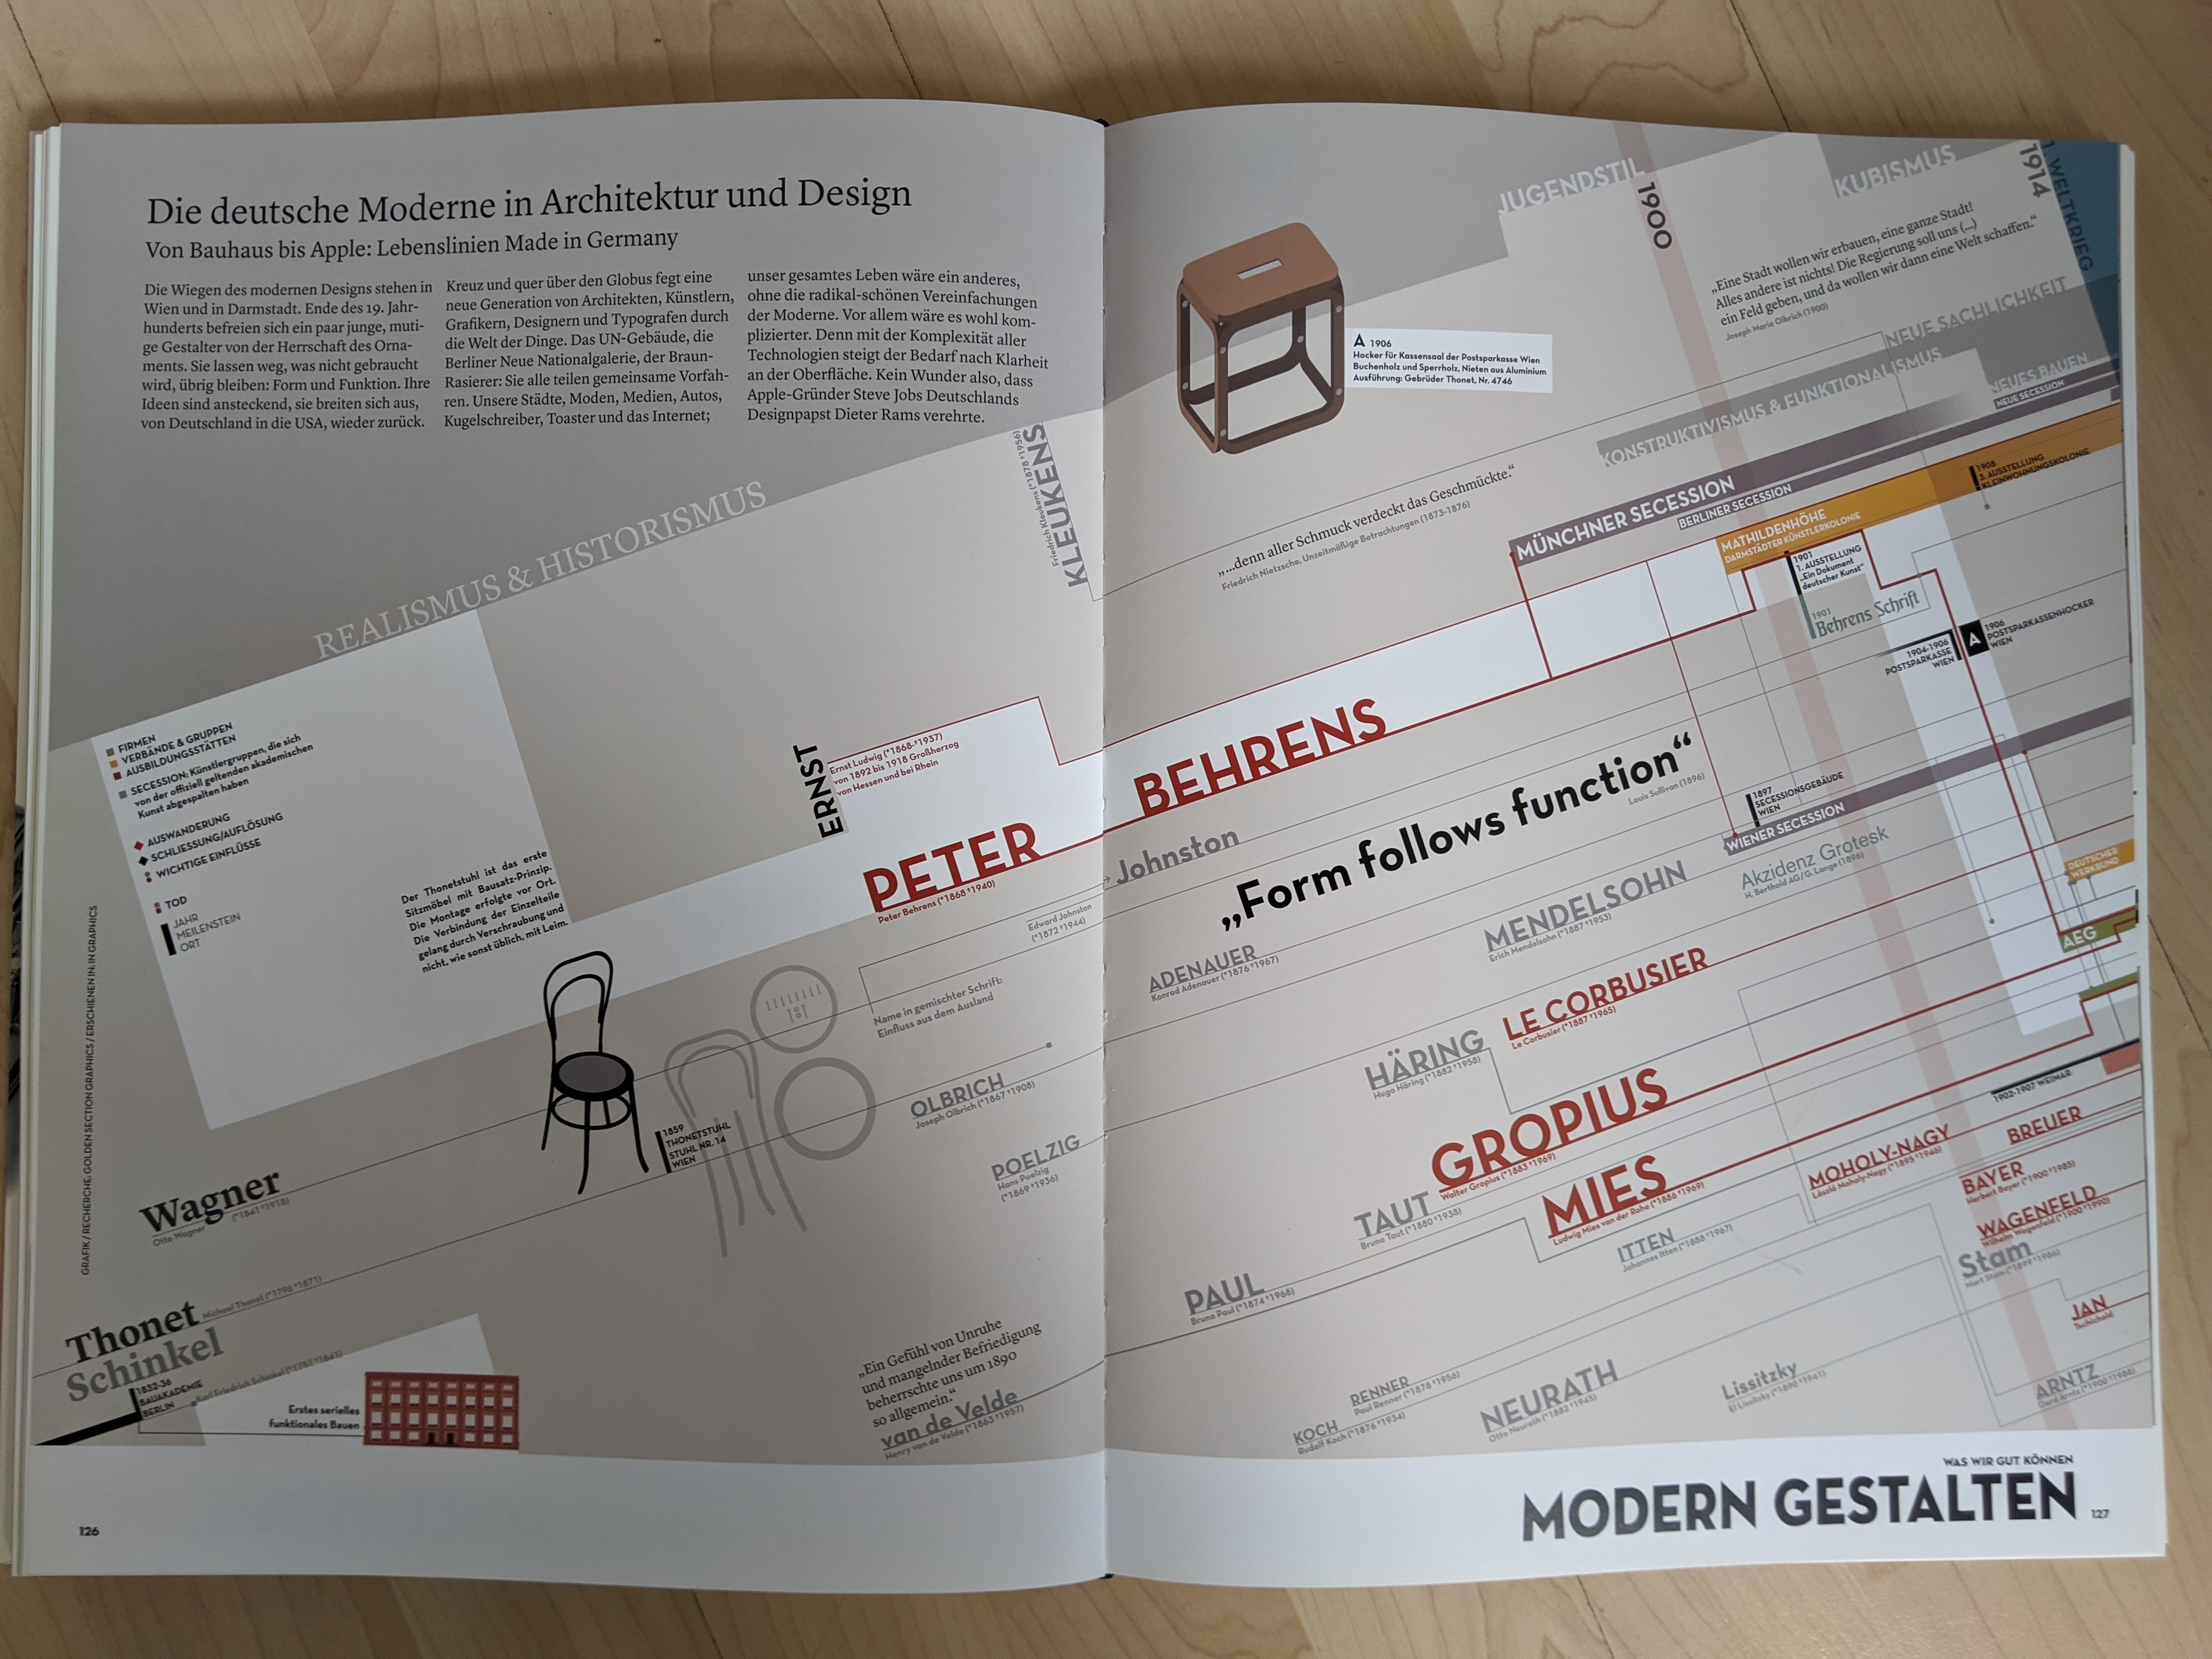 Die deutsche Moderne in Architektur und Design
Von Bauhaus bis Apple: Lebenslinien Made in Germany
Die Wiegen des modernen Designs stehen in
Wien und in Darmstadt. Ende des 19. Jahr-
hunderts befreien sich ein paar junge, muti-
ge Gestalter von der Herrschaft des Orna-
ments. Sie lassen weg, was nicht gebraucht
wird, übrig bleiben: Form und Funktion. Ihre
Ideen sind ansteckend, sie breiten sich aus,
von Deutschland in die USA, wieder zurück.
Kreuz und quer über den Globus fegt eine
neue Generation von Architekten, Künstlern,
Grafikern, Designern und Typografen durch
die Welt der Dinge. Das UN-Gebäude, die
Berliner Neue Nationalgalerie, der Braun-
Rasierer: Sie alle teilen gemeinsame Vorfah-
ren. Unsere Städte, Moden, Medien, Autos,
Kugelschreiber, Toaster und das Internet;
unser gesamtes Leben wäre ein anderes,
ohne die radikal-schönen Vereinfachungen
der Moderne. Vor allem wäre es wohl kom-
plizierter. Denn mit der Komplexität aller
Technologien steigt der Bedarf nach Klarheit
an der Oberfläche. Kein Wunder also, dass
Apple-Gründer Steve Jobs Deutschlands
Designpapst Dieter Rams verehrte.
REALISMUS & HISTORISMUS
KLEUKENS
Friedrich Kleukens (*1878 †1956)
FIRMEN
VERBÄNDE & GRUPPEN
AUSBILDUNGSSTÄTTEN
SECESSION: Künstlergruppen, die sich
von der offiziell geltenden akademischen
Kunst abgespalten haben
AUSWANDERUNG
SCHLIESSUNG/AUFLÖSUNG
WICHTIGE EINFLÜSSE
TOD
JAHR
MEILENSTEIN
ORT
Der Thonetstuhl ist das erste
Sitzmöbel mit Bausatz-Prinzip.
Die Montage erfolgte vor Ort.
Die Verbindung der Einzelteile
gelang durch Verschraubung und
nicht, wie sonst üblich, mit Leim.
ERNST
Ernst Ludwig (*1868-†1937)
von 1892 bis 1918 Großherzog
von Hessen und bei Rhein
PETER
Peter Behrens (*1868 †1940)
Edward Johnston
(*1872 †1944)
Name in gemischter Schrift:
Einfluss aus dem Ausland
OLBRICH
Joseph Olbrich (*1867 †1908)
POELZIG
Hans Poelzig
(*1869 †1936)
1859
THONETSTUHL
STUHL NR. 14
WIEN
Wagner
Otto Wagner (*1841 †1918)
Thonet
Michael Thonet (*1796 †1871)
Schinkel
Karl Friedrich Schinkel (*1781 †1841)
1832-36
BAUAKADEMIE
BERLIN
Erstes serielles
funktionales Bauen
„Ein Gefühl von Unruhe
und mangelnder Befriedigung
beherrschte uns um 1890
so allgemein.“
van de Velde
Henry van de Velde (*1863 †1957)
GRAFIK / RECHERCHE: GOLDEN SECTION GRAPHICS / ERSCHIENEN IN: IN GRAPHICS
126
JUGENDSTIL
1900
KUBISMUS
1914
1. WELTKRIEG
„Eine Stadt wollen wir erbauen, eine ganze Stadt!
Alles andere ist nichts! Die Regierung soll uns (...)
ein Feld geben, und da wollen wir dann eine Welt schaffen.“
Joseph Maria Olbrich (1900)
A 1906
Hocker für Kassensaal der Postsparkasse Wien
Buchenholz und Sperrholz, Nieten aus Aluminium
Ausführung: Gebrüder Thonet, Nr. 4746
NEUE SACHLICHKEIT
KONSTRUKTIVISMUS & FUNKTIONALISMUS
NEUES BAUEN
NEUE SECESSION
„...denn aller Schmuck verdeckt das Geschmückte.“
Friedrich Nietzsche, Unzeitmäßige Betrachtungen (1873-1876)
MÜNCHNER SECESSION
BERLINER SECESSION
MATHILDENHÖHE
DARMSTÄDTER KÜNSTLERKOLONIE
1908
3. AUSSTELLUNG
KLEINWOHNUNGSKOLONIE
1901
1. AUSSTELLUNG
„Ein Dokument
deutscher Kunst“
1901
Behrens Schrift
1904-1906
POSTSPARKASSE
WIEN
A
1906
POSTSPARKASSENHOCKER
WIEN
BEHRENS
Johnston
„Form follows function“
Louis Sullivan (1896)
1897
SECESSIONSGEBÄUDE
WIEN
WIENER SECESSION
Akzidenz Grotesk
H. Berthold AG/G. Lange (1896)
DEUTSCHER
WERKBUND
AEG
ADENAUER
Konrad Adenauer (*1876 †1967)
MENDELSOHN
Erich Mendelsohn (*1887 †1953)
LE CORBUSIER
Le Corbusier (*1887 †1965)
HÄRING
Hugo Häring (*1882 †1958)
GROPIUS
Walter Gropius (*1883 †1969)
1902-1907 WEIMAR
TAUT
Bruno Taut (*1880 †1938)
MIES
Ludwig Mies van der Rohe (*1886 †1969)
MOHOLY-NAGY
László Moholy-Nagy (*1895 †1946)
BREUER
BAYER
Herbert Bayer (*1900 †1985)
WAGENFELD
Wilhelm Wagenfeld (*1900 †1990)
ITTEN
Johannes Itten (*1888 †1967)
Stam
Mart Stam (*1899 †1986)
PAUL
Bruno Paul (*1874 †1968)
JAN
Tschichold
RENNER
Paul Renner (*1878 †1956)
KOCH
Rudolf Koch (*1876 †1934)
NEURATH
Otto Neurath (*1882 †1945)
Lissitzky
El Lissitzky (*1890 †1941)
ARNTZ
Gerd Arntz (*1900 †1988)
WAS WIR GUT KÖNNEN
MODERN GESTALTEN
127